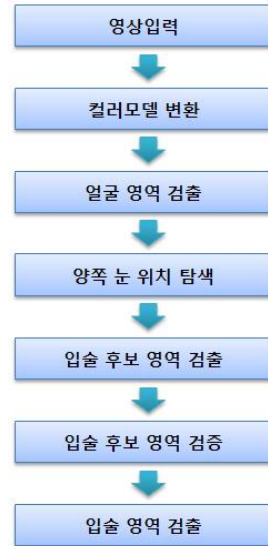 영상입력
컬러모델 변환
얼굴 영역 검출
양쪽 눈 위치 탐색
입술 후보 영역 검출
입술 후보 영역 검증
입술 영역 검출